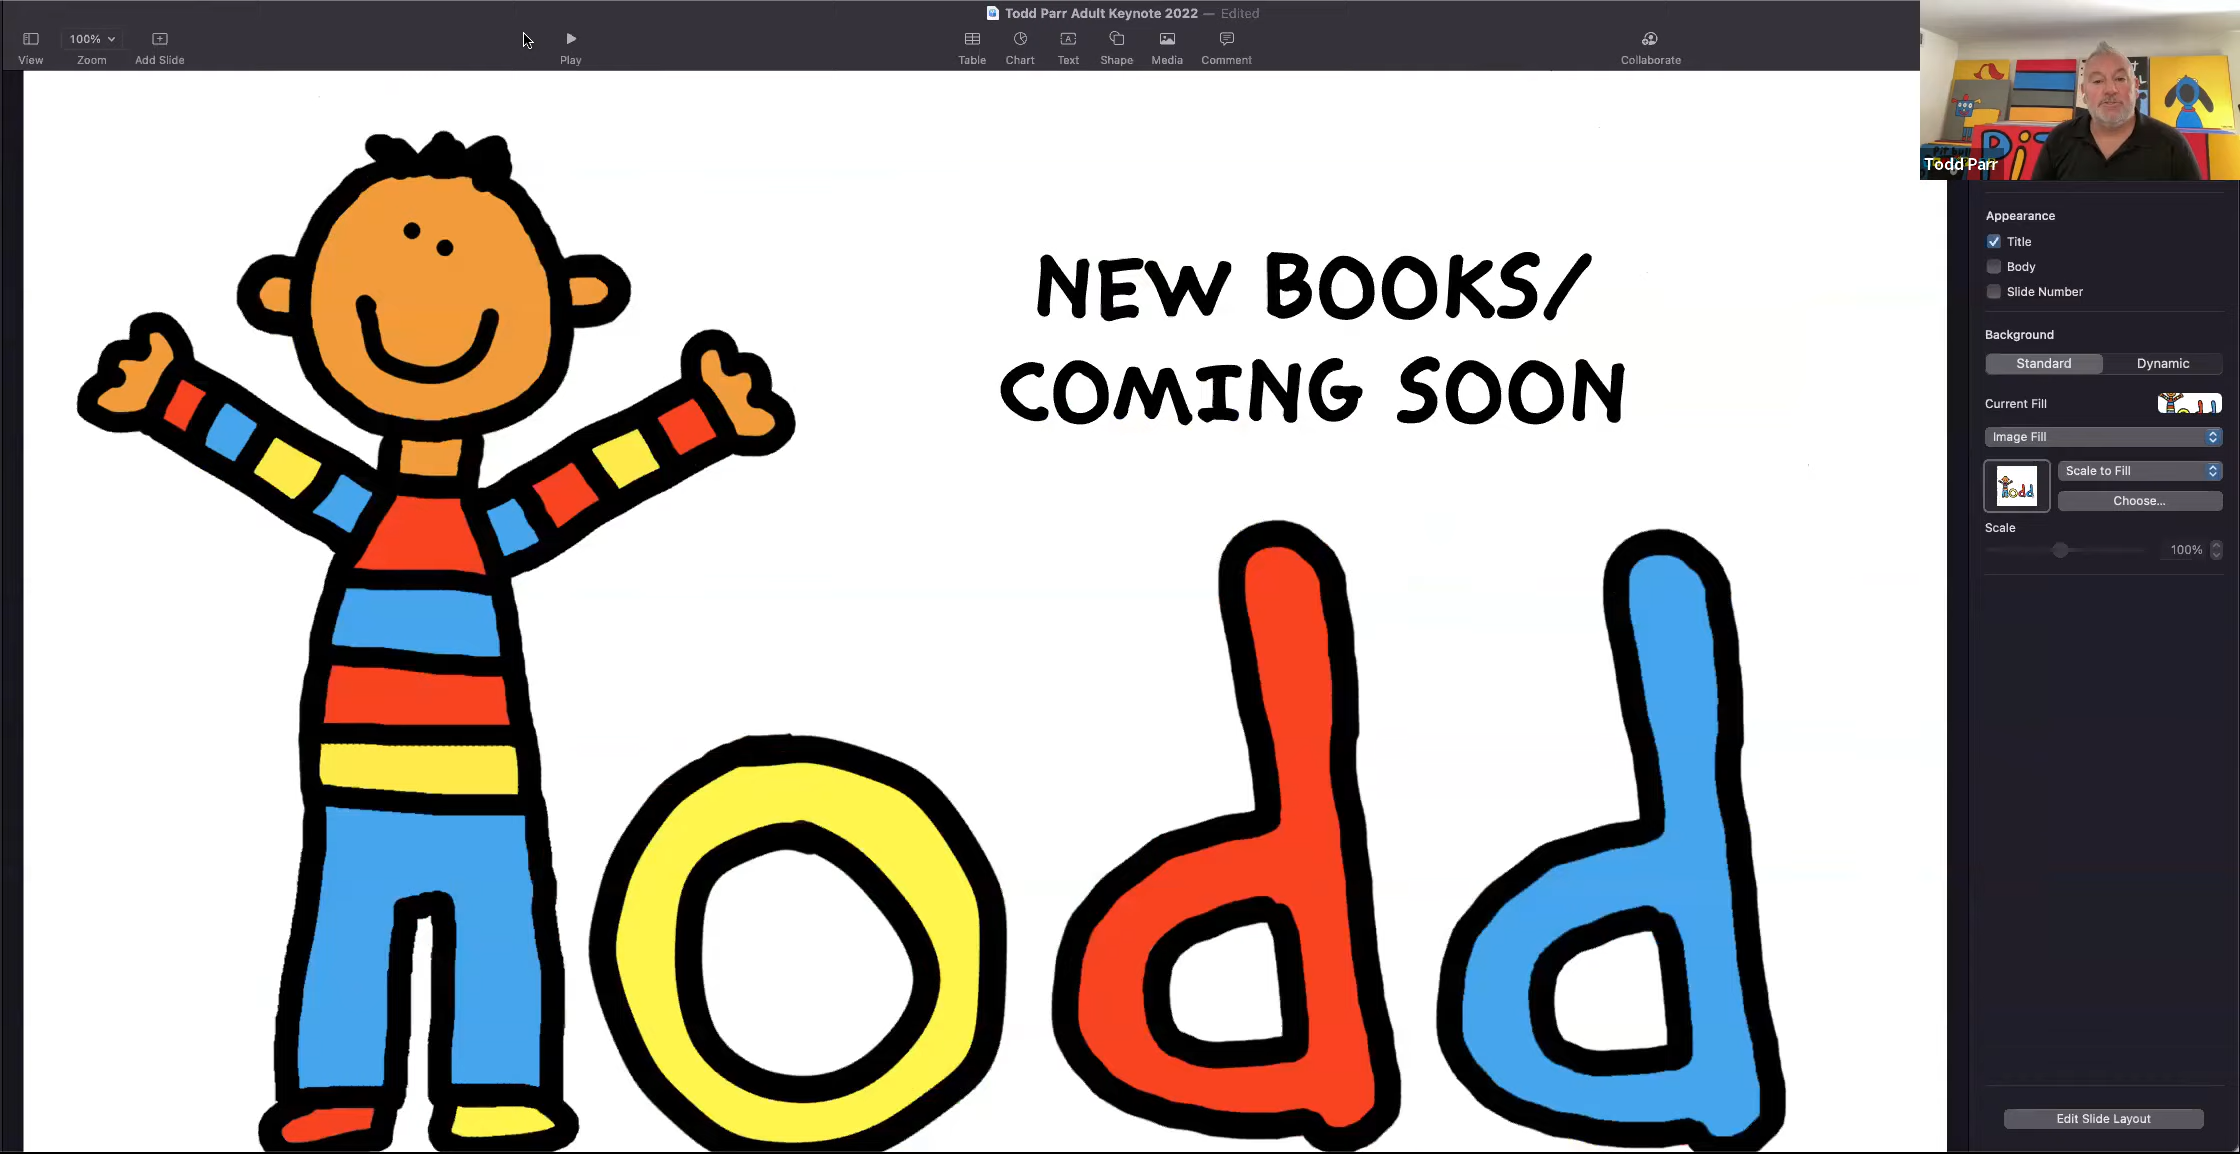 Todd Parr Adult Keynote 2022 — Edited
100%
View
Zoom
Add Slide
Play
Table
Chart
Text
Shape
Media
Comment
Collaborate
Todd Parr
NEW BOOKS/
COMING SOON
odd
Appearance
Title
Body
Slide Number
Background
Standard
Dynamic
Current Fill
Image Fill
Scale to Fill
Choose...
Scale
100%
Edit Slide Layout